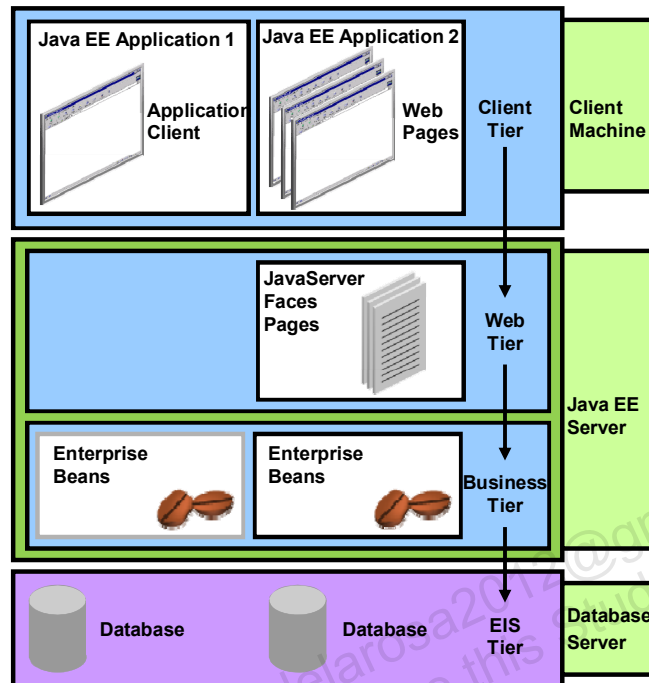 Java EE Application 1
Java EE Application 2
Application
Client
Web
Pages
Client
Tier
Client
Machine
JavaServer
Faces
Pages
Web
Tier
Java EE
Server
Enterprise
Beans
Enterprise
Beans
Business
Tier
Database
Database
EIS
Tier
Database
Server